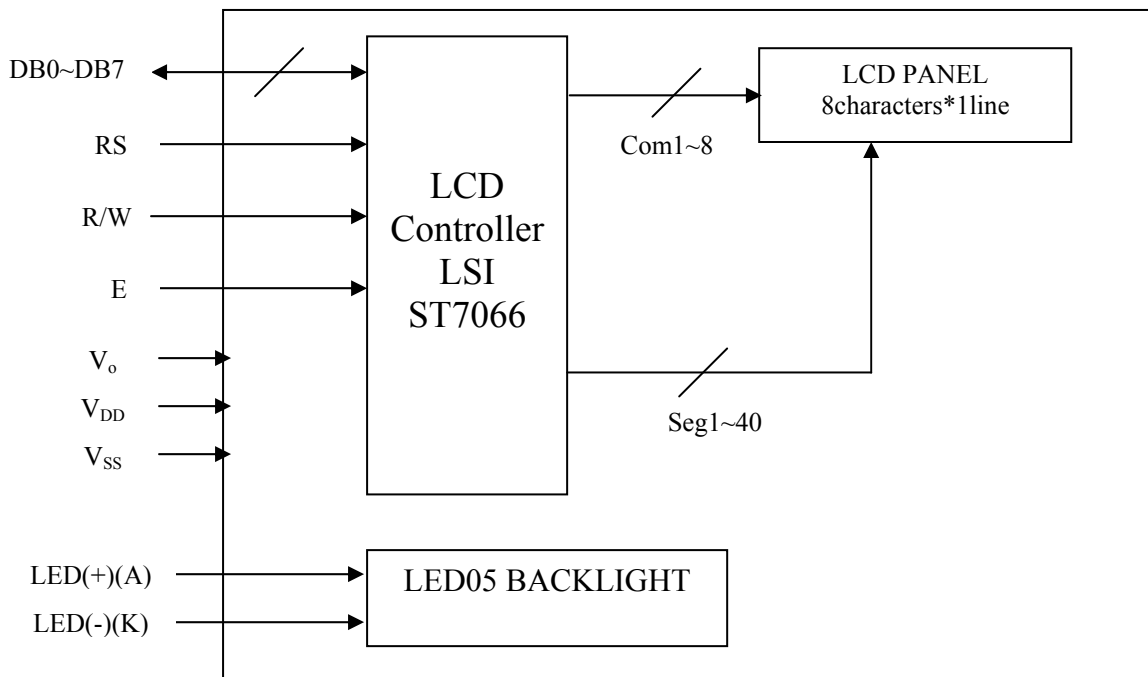 DB0~DB7
RS
R/W
E
Vo
VDD
VSS
LED(+)(A)
LED(-)(K)
LCD
Controller
LSI
ST7066
Com1~8
Seg1~40
LCD PANEL
8characters*1line
LED05 BACKLIGHT